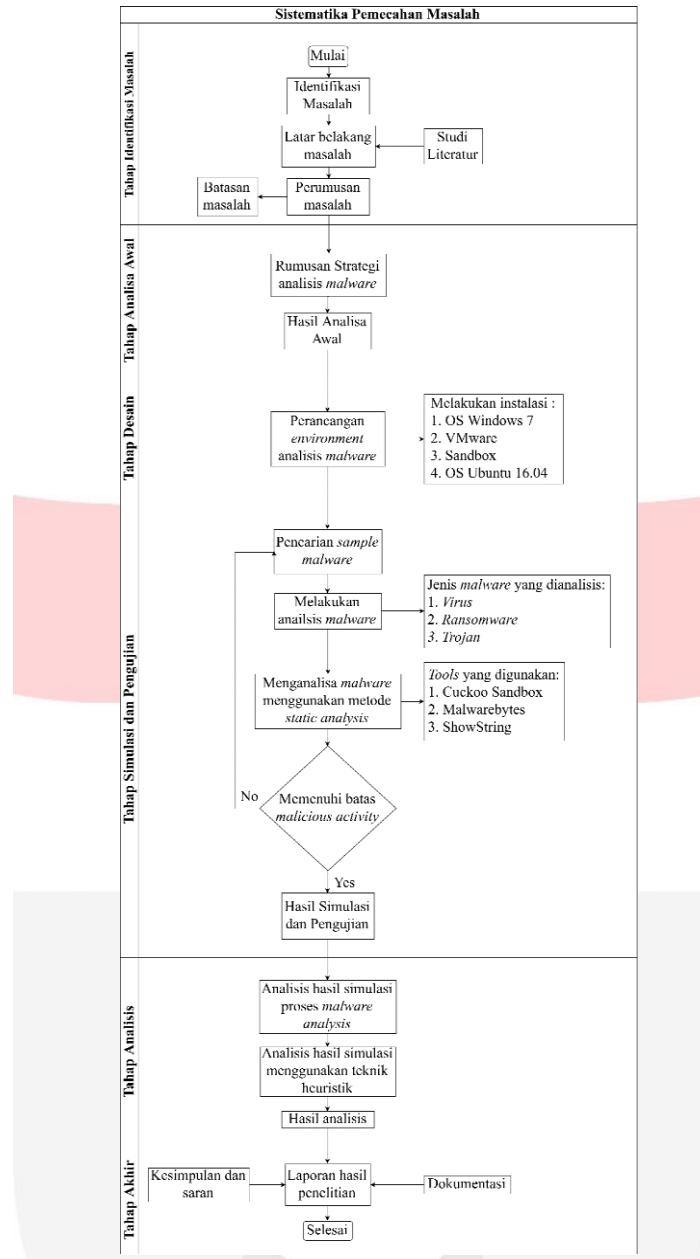 Sistematika Pemecahan Masalah
Tahap Identifikasi Masalah
Mulai
Identifikasi
Masalah
Latar belakang
masalah
Studi
Literatur
Batasan
masalah
Perumusan
masalah
Tahap Analisa Awal
Rumusan Strategi
analisis malware
Hasil Analisa
Awal
Tahap Desain
Perancangan
environment
analisis malware
Melakukan instalasi :
1. OS Windows 7
2. VMware
3. Sandbox
4. OS Ubuntu 16.04
Tahap Simulasi dan Pengujian
Pencarian sample
malware
Melakukan
anailsis malware
Jenis malware yang dianalisis:
1. Virus
2. Ransomware
3. Trojan
Menganalisa malware
menggunakan metode
static analysis
Tools yang digunakan:
1. Cuckoo Sandbox
2. Malwarebytes
3. ShowString
No
Memenuhi batas
malicious activity
Yes
Hasil Simulasi
dan Pengujian
Tahap Analisis
Analisis hasil simulasi
proses malware
analysis
Analisis hasil simulasi
menggunakan teknik
heuristik
Hasil analisis
Tahap Akhir
Kesimpulan dan
saran
Laporan hasil
penelitian
Dokumentasi
Selesai